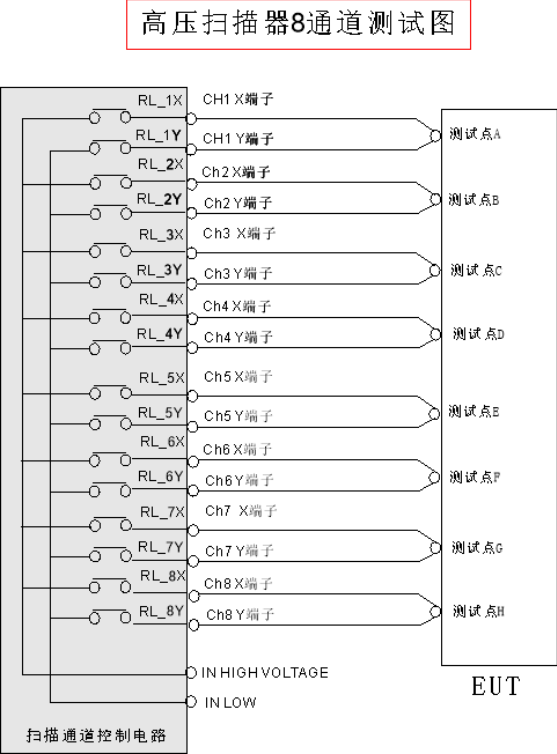 高压扫描器8通道测试图
RL_1X CH1 X端子
RL_1Y CH1 Y端子 测试点A
RL_2X Ch2 X端子
RL_2Y Ch2 Y端子 测试点B
RL_3X Ch3 X端子
RL_3Y Ch3 Y端子 测试点C
RL_4X Ch4 X端子
RL_4Y Ch4 Y端子 测试点D
RL_5X Ch5 X端子
RL_5Y Ch5 Y端子 测试点E
RL_6X Ch6 X端子
RL_6Y Ch6 Y端子 测试点F
RL_7X Ch7 X端子
RL_7Y Ch7 Y端子 测试点G
RL_8X Ch8 X端子
RL_8Y Ch8 Y端子 测试点H
IN HIGH VOLTAGE
EUT
IN LOW
扫描通道控制电路